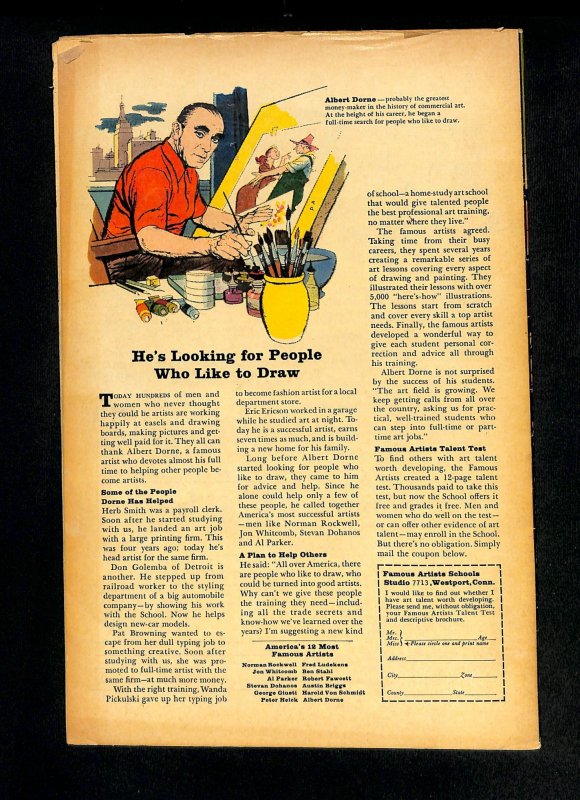 Albert Dorne — probably the greatest
money-maker in the history of commercial art.
At the height of his career, he began a
full-time search for people who like to draw.
He's Looking for People
Who Like to Draw
TODAY HUNDREDS of men and
women who never thought
they could be artists are working
happily at easels and drawing
boards, making pictures and get-
ting well paid for it. They all can
thank Albert Dorne, a famous
artist who devotes almost his full
time to helping other people be-
come artists.
Some of the People
Dorne Has Helped
Herb Smith was a payroll clerk.
Soon after he started studying
with us, he landed an art job
with a large printing firm. This
was four years ago; today he's
head artist for the same firm.
Don Golemba of Detroit is
another. He stepped up from
railroad worker to the styling
department of a big automobile
company—by showing his work
with the School. Now he helps
design new-car models.
Pat Browning wanted to es-
cape from her dull typing job to
something creative. Soon after
studying with us, she was pro-
moted to full-time artist with the
same firm—at much more money.
With the right training, Wanda
Pickulski gave up her typing job
to become fashion artist for a local
department store.
Eric Ericson worked in a garage
while he studied art at night. To-
day he is a successful artist, earns
seven times as much, and is build-
ing a new home for his family.
Long before Albert Dorne
started looking for people who
like to draw, they came to him
for advice and help. Since he
alone could help only a few of
these people, he called together
America's most successful artists
—men like Norman Rockwell,
Jon Whitcomb, Stevan Dohanos
and Al Parker.
A Plan to Help Others
He said: "All over America, there
are people who like to draw, who
could be turned into good artists.
Why can't we give these people
the training they need—includ-
ing all the trade secrets and
know-how we've learned over the
years? I'm suggesting a new kind
America's 12 Most
Famous Artists
Norman Rockwell Fred Ludekens
Jon Whitcomb Ben Stahl
Al Parker Robert Fawcett
Stevan Dohanos Austin Briggs
George Giusti Harold Von Schmidt
Peter Helck Albert Dorne
of school—a home-study art school
that would give talented people
the best professional art training,
no matter where they live."
The famous artists agreed.
Taking time from their busy
careers, they spent several years
creating a remarkable series of
art lessons covering every aspect
of drawing and painting. They
illustrated their lessons with over
5,000 "here's-how" illustrations.
The lessons start from scratch
and cover every skill a top artist
needs. Finally, the famous artists
developed a wonderful way to
give each student personal cor-
rection and advice all through
his training.
Albert Dorne is not surprised
by the success of his students.
"The art field is growing. We
keep getting calls from all over
the country, asking us for prac-
tical, well-trained students who
can step into full-time or part-
time art jobs."
Famous Artists Talent Test
To find others with art talent
worth developing, the Famous
Artists created a 12-page talent
test. Thousands paid to take this
test, but now the School offers it
free and grades it free. Men and
women who do well on the test—
or can offer other evidence of art
talent—may enroll in the School.
But there's no obligation. Simply
mail the coupon below.
Famous Artists Schools
Studio 7713, Westport, Conn.
I would like to find out whether I
have art talent worth developing.
Please send me, without obligation,
your Famous Artists Talent Test
and descriptive brochure.
Mr.
Mrs. Age
Miss Please circle one and print name
Address
City Zone
County State